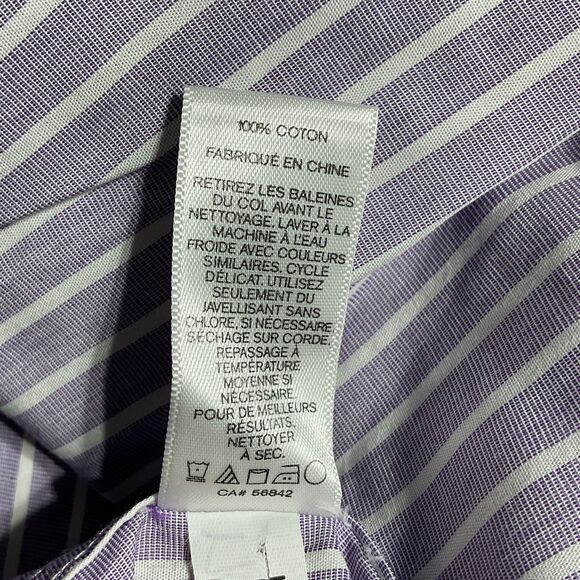 100% COTON
FABRIQUÉ EN CHINE
RETIREZ LES BALEINES
DU COL AVANT LE
NETTOYAGE. LAVER À LA
MACHINE À L'EAU
FROIDE AVEC COULEURS
SIMILAIRES, CYCLE
DÉLICAT. UTILISEZ
SEULEMENT DU
JAVELLISANT SANS
CHLORE, SI NÉCESSAIRE.
SÉCHAGE SUR CORDE.
REPASSAGE À
TEMPÉRATURE
MOYENNE SI
NÉCESSAIRE.
POUR DE MEILLEURS
RÉSULTATS,
NETTOYER
À SEC.
CA# 56842